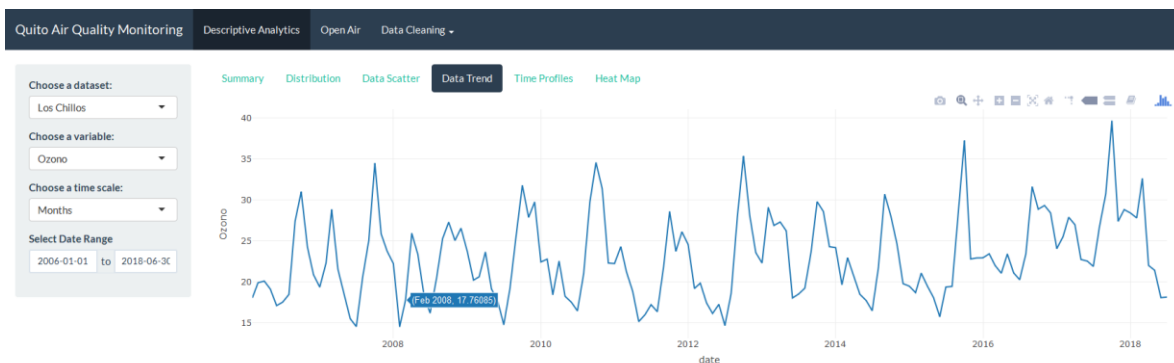 Quito Air Quality Monitoring Descriptive Analytics Open Air Data Cleaning
Summary Distribution Data Scatter Data Trend Time Profiles Heat Map
Choose a dataset:
Los Chillos
Choose a variable:
Ozono
Choose a time scale:
Months
Select Date Range
2006-01-01 to 2018-06-30
40
35
30
25
20
15
Ozono
(Feb 2008, 17.76085)
2008 2010 2012 2014 2016 2018
date